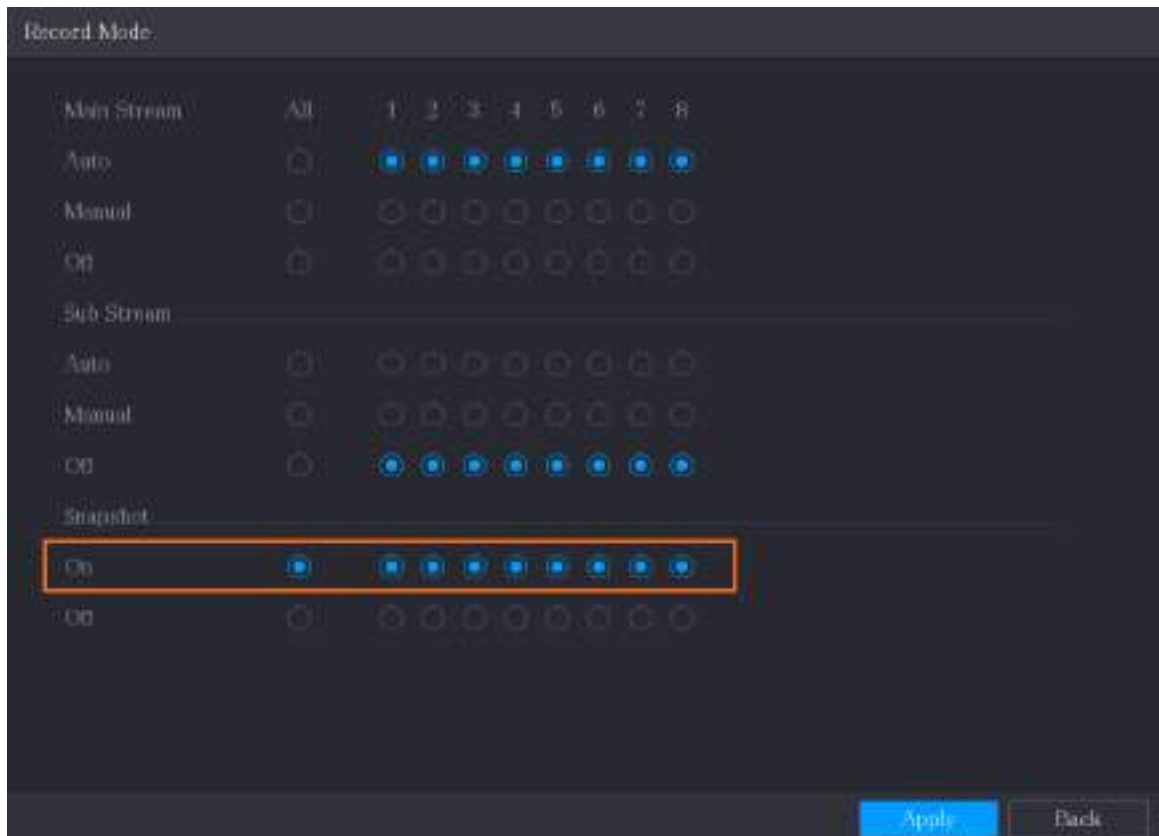 Record Mode
Main Stream All 1 2 3 4 5 6 7 8
Auto
Manual
Off
Sub Stream
Auto
Manual
Off
Snapshot
On
Off
Apply Back